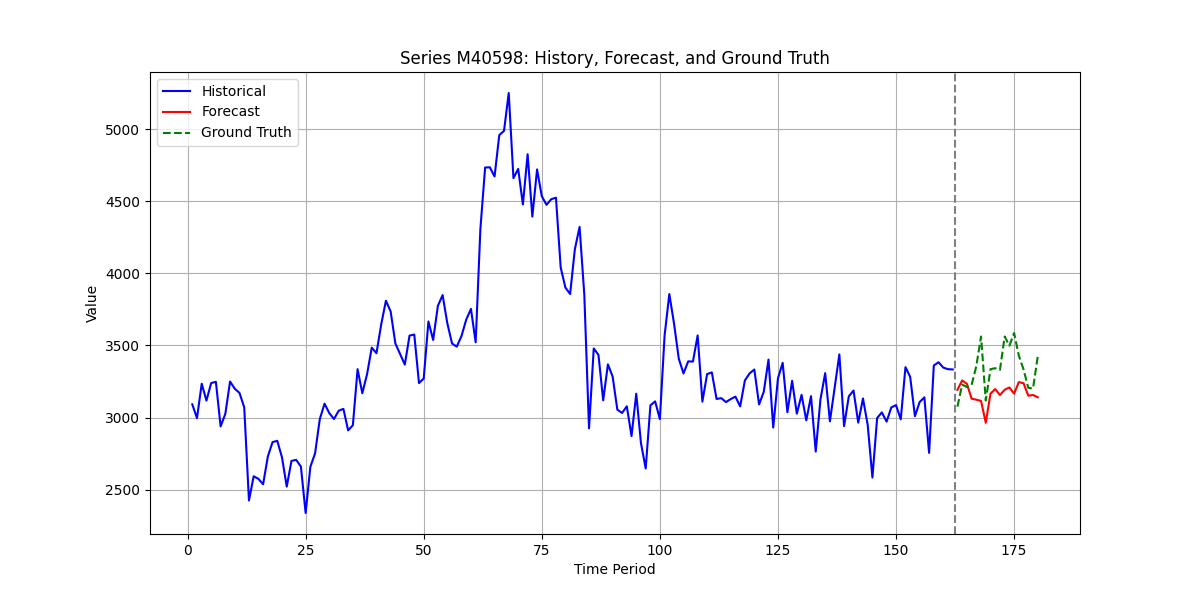 Series M40598: History, Forecast, and Ground Truth
Historical
Forecast
Ground Truth
5000
4500
4000
3500
3000
2500
Value
0 25 50 75 100 125 150 175
Time Period